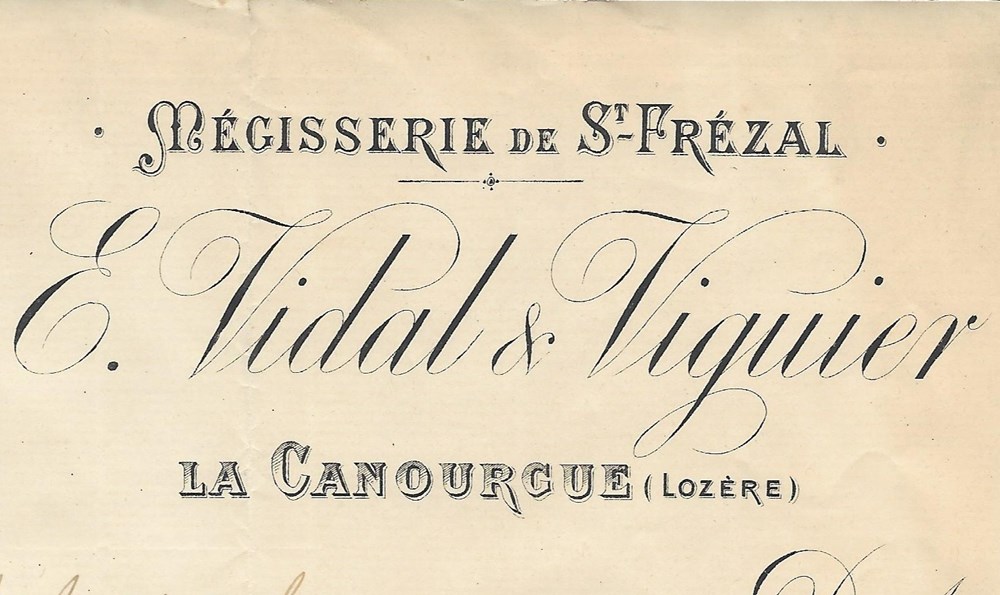 · MÉGISSERIE DE ST-FRÉZAL ·
E. Vidal & Viguier
LA CANOURGUE (LOZÈRE)